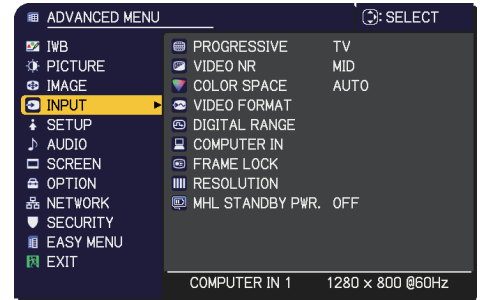 ADVANCED MENU : SELECT
IWB
PICTURE
IMAGE
INPUT
SETUP
AUDIO
SCREEN
OPTION
NETWORK
SECURITY
EASY MENU
EXIT
PROGRESSIVE TV
VIDEO NR MID
COLOR SPACE AUTO
VIDEO FORMAT
DIGITAL RANGE
COMPUTER IN
FRAME LOCK
RESOLUTION
MHL STANDBY PWR. OFF
COMPUTER IN 1 1280 × 800 @60Hz